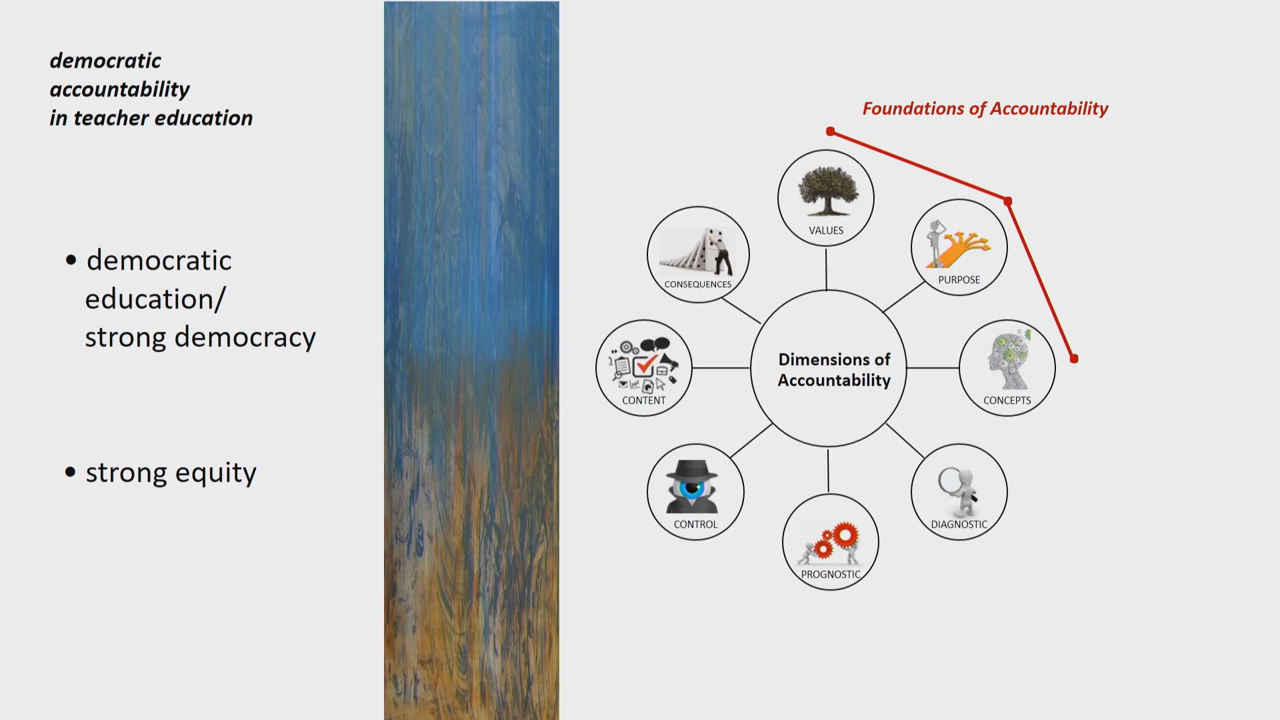 democratic
accountability
in teacher education
• democratic
education/
strong democracy
• strong equity
Foundations of Accountability
VALUES
PURPOSE
CONCEPTS
DIAGNOSTIC
PROGNOSTIC
CONTROL
CONTENT
CONSEQUENCES
Dimensions of
Accountability